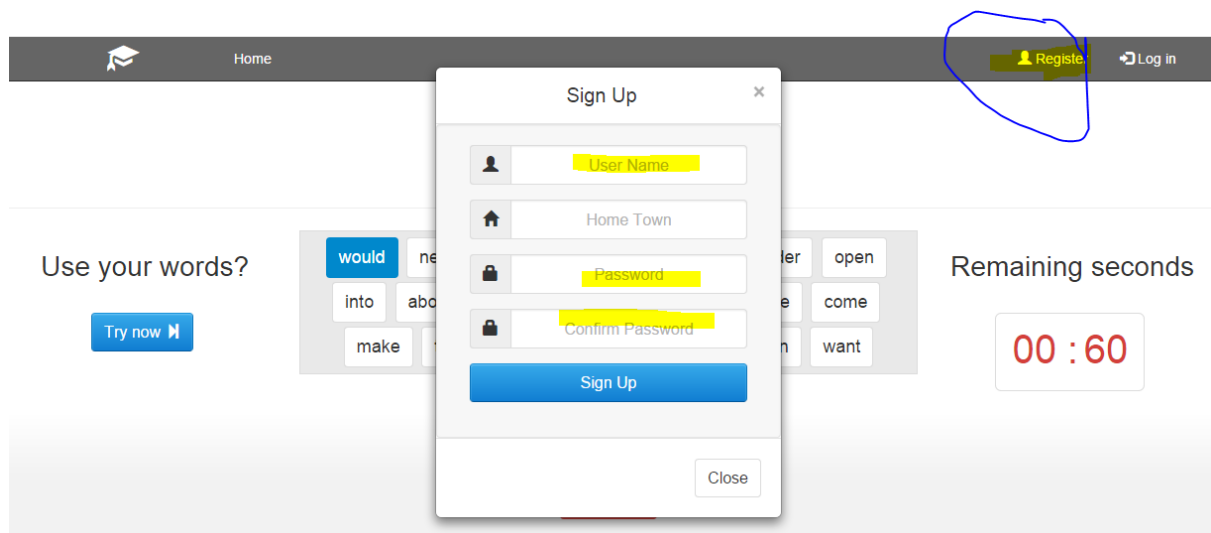 Home
Register
Log in
Sign Up
×
User Name
Home Town
Password
Confirm Password
Sign Up
Close
Use your words?
Try now
would
open
into
come
make
want
Remaining seconds
00 : 60